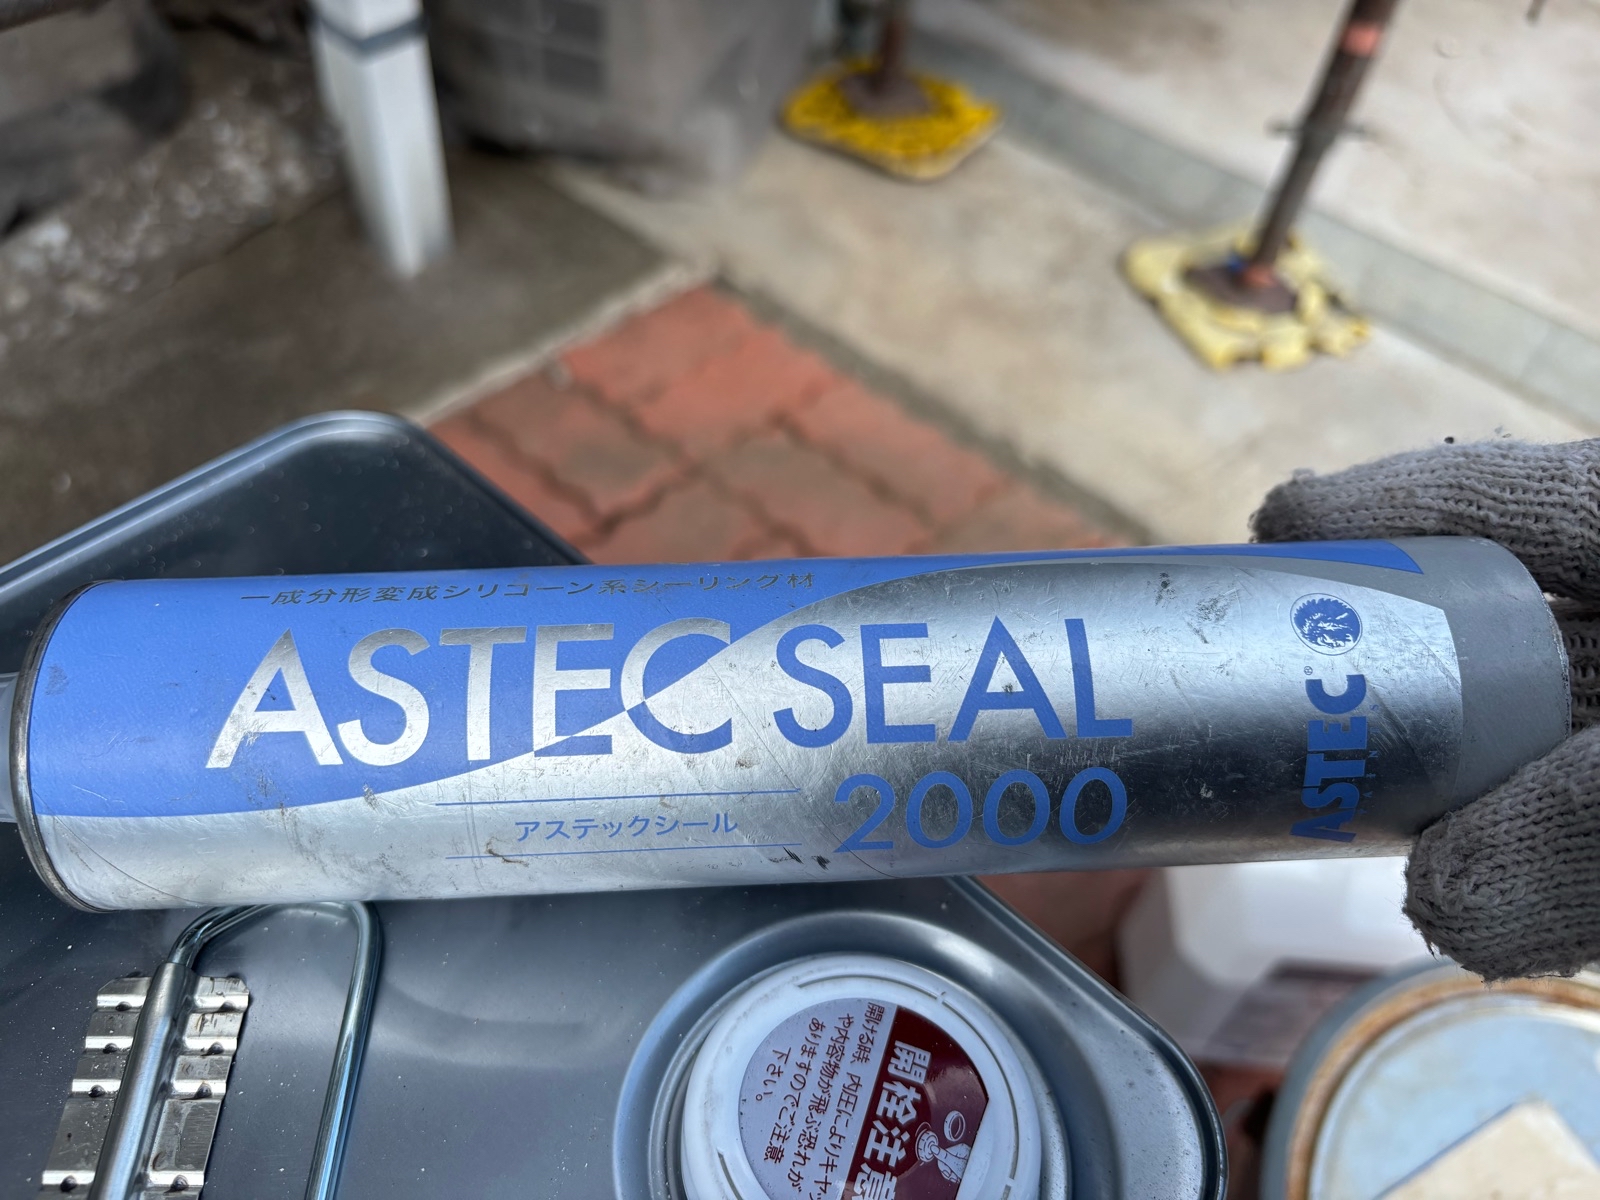 一成分形変成シリコーン系シーリング材
ASTEC SEAL
2000
アステックシール
ASTEC®
開栓注意
開ける時、内圧によりキャッ
や内容物が飛ぶ恐れが
ありますのでご注意
下さい。